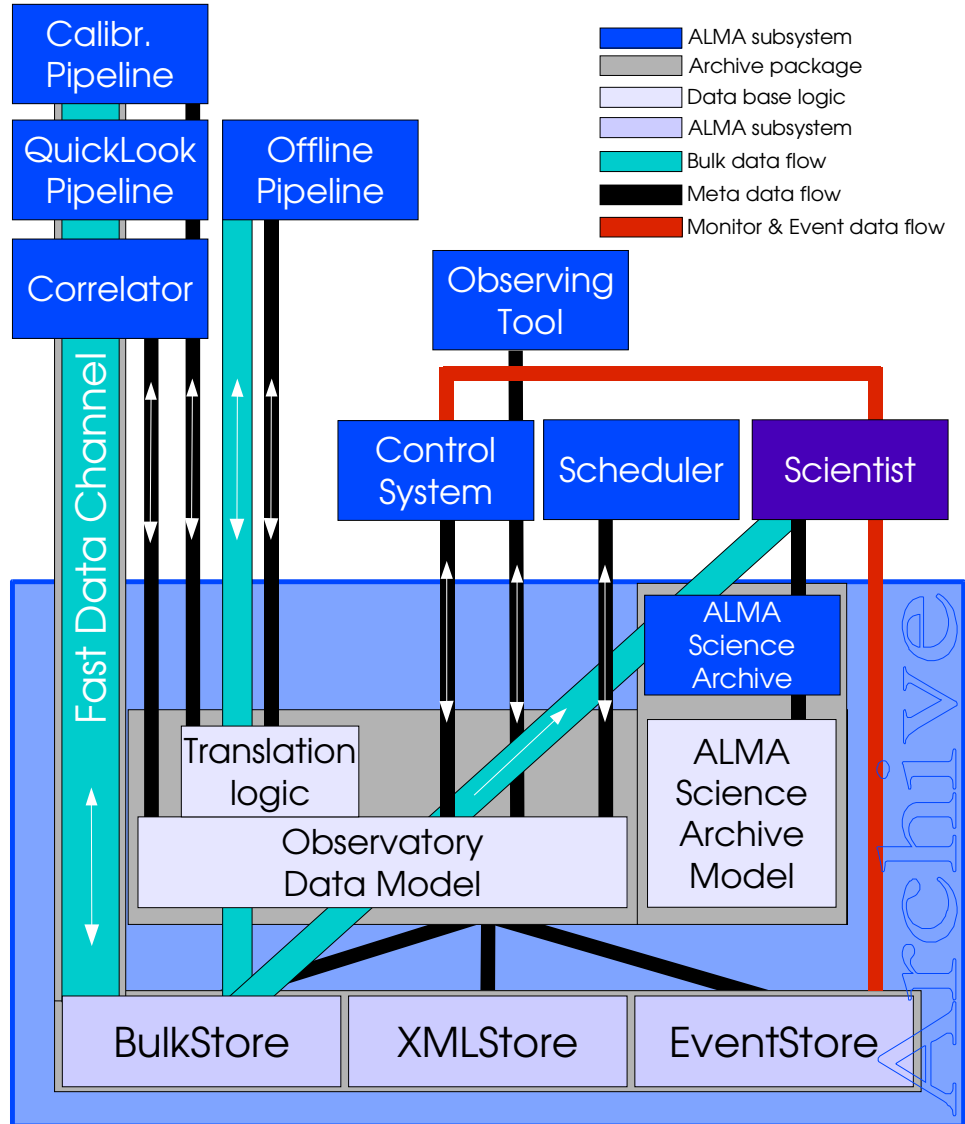 Calibr.
Pipeline
QuickLook
Pipeline
Correlator
Offline
Pipeline
ALMA subsystem
Archive package
Data base logic
ALMA subsystem
Bulk data flow
Meta data flow
Monitor & Event data flow
Observing
Tool
Control
System
Scheduler
Scientist
Fast Data Channel
ALMA
Science
Archive
Translation
logic
Observatory
Data Model
ALMA
Science
Archive
Model
Archive
BulkStore
XMLStore
EventStore